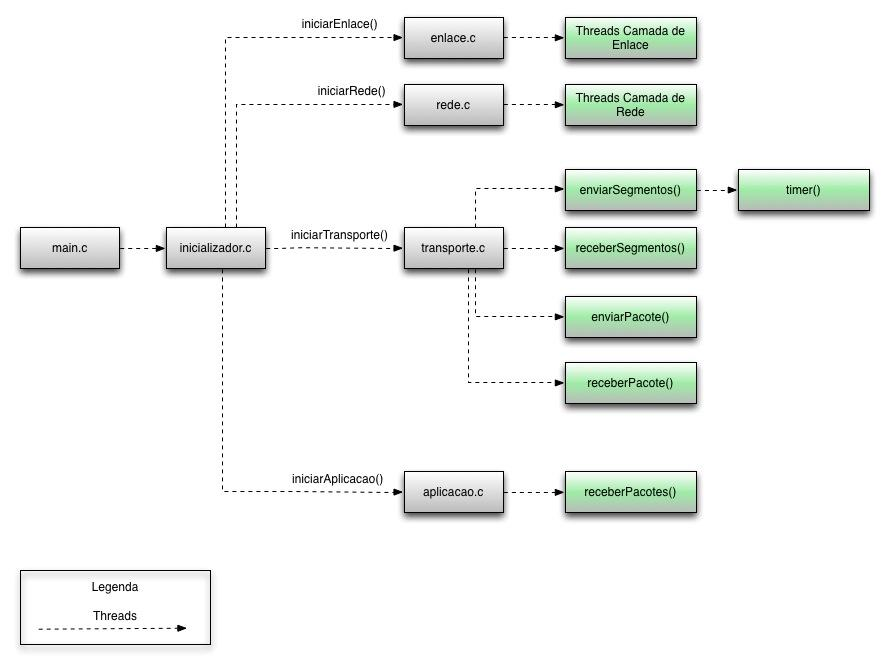 iniciarEnlace()
enlace.c
Threads Camada de
Enlace
iniciarRede()
rede.c
Threads Camada de
Rede
enviarSegmentos()
timer()
main.c
inicializador.c
iniciarTransporte()
transporte.c
receberSegmentos()
enviarPacote()
receberPacote()
iniciarAplicacao()
aplicacao.c
receberPacotes()
Legenda
Threads